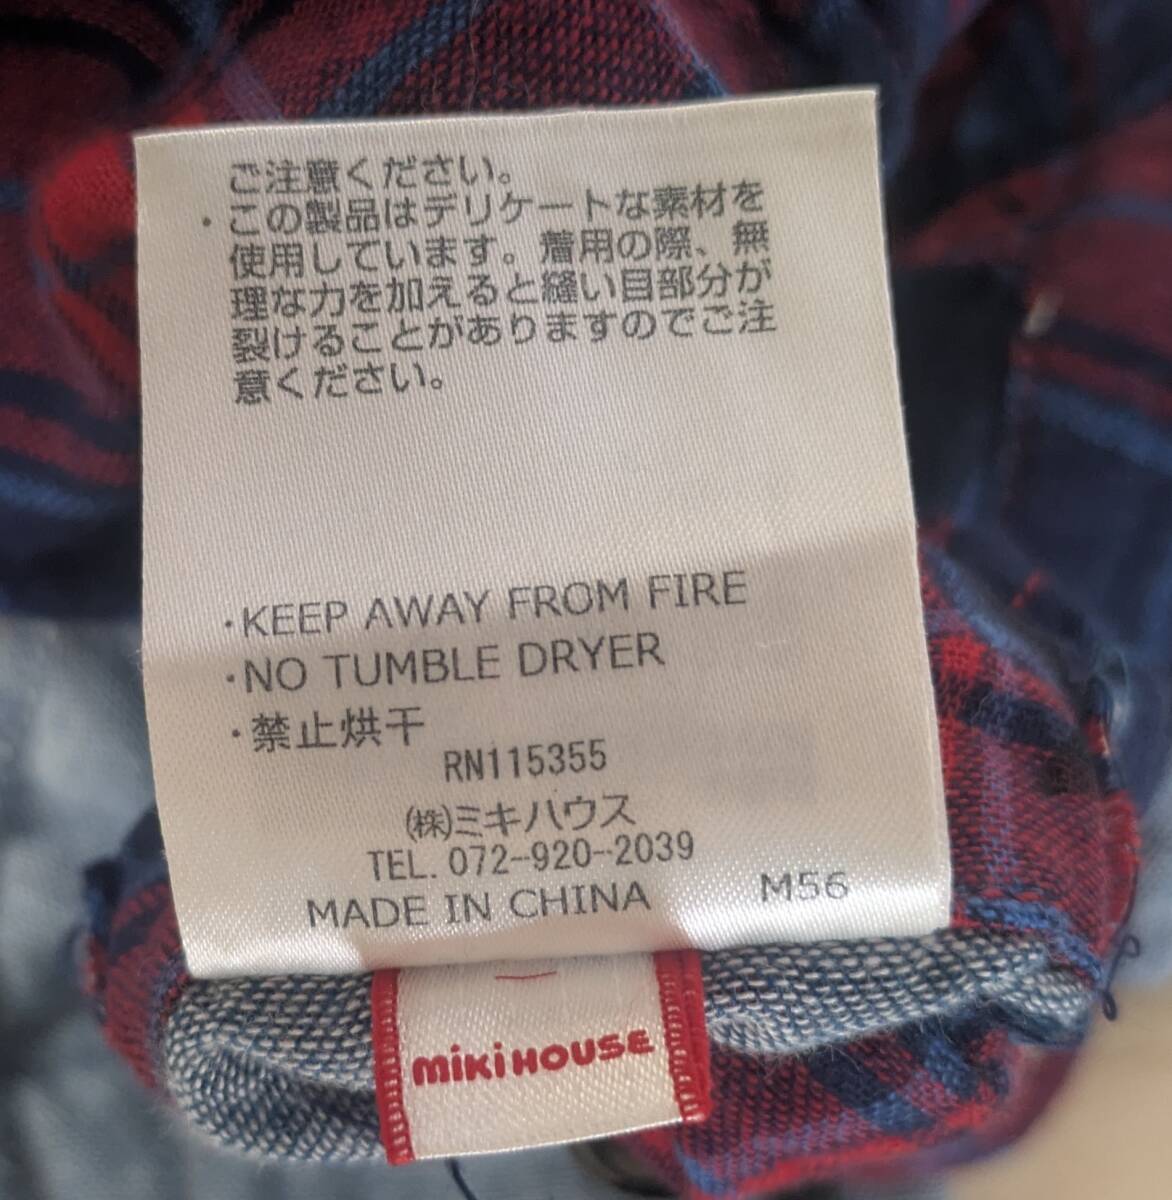 ご注意ください。
・この製品はデリケートな素材を
使用しています。着用の際、無
理な力を加えると縫い目部分が
裂けることがありますのでご注
意ください。
・KEEP AWAY FROM FIRE
・NO TUMBLE DRYER
・禁止烘干
RN115355
㈱ミキハウス
TEL. 072-920-2039
MADE IN CHINA M56
mikiHOUSE